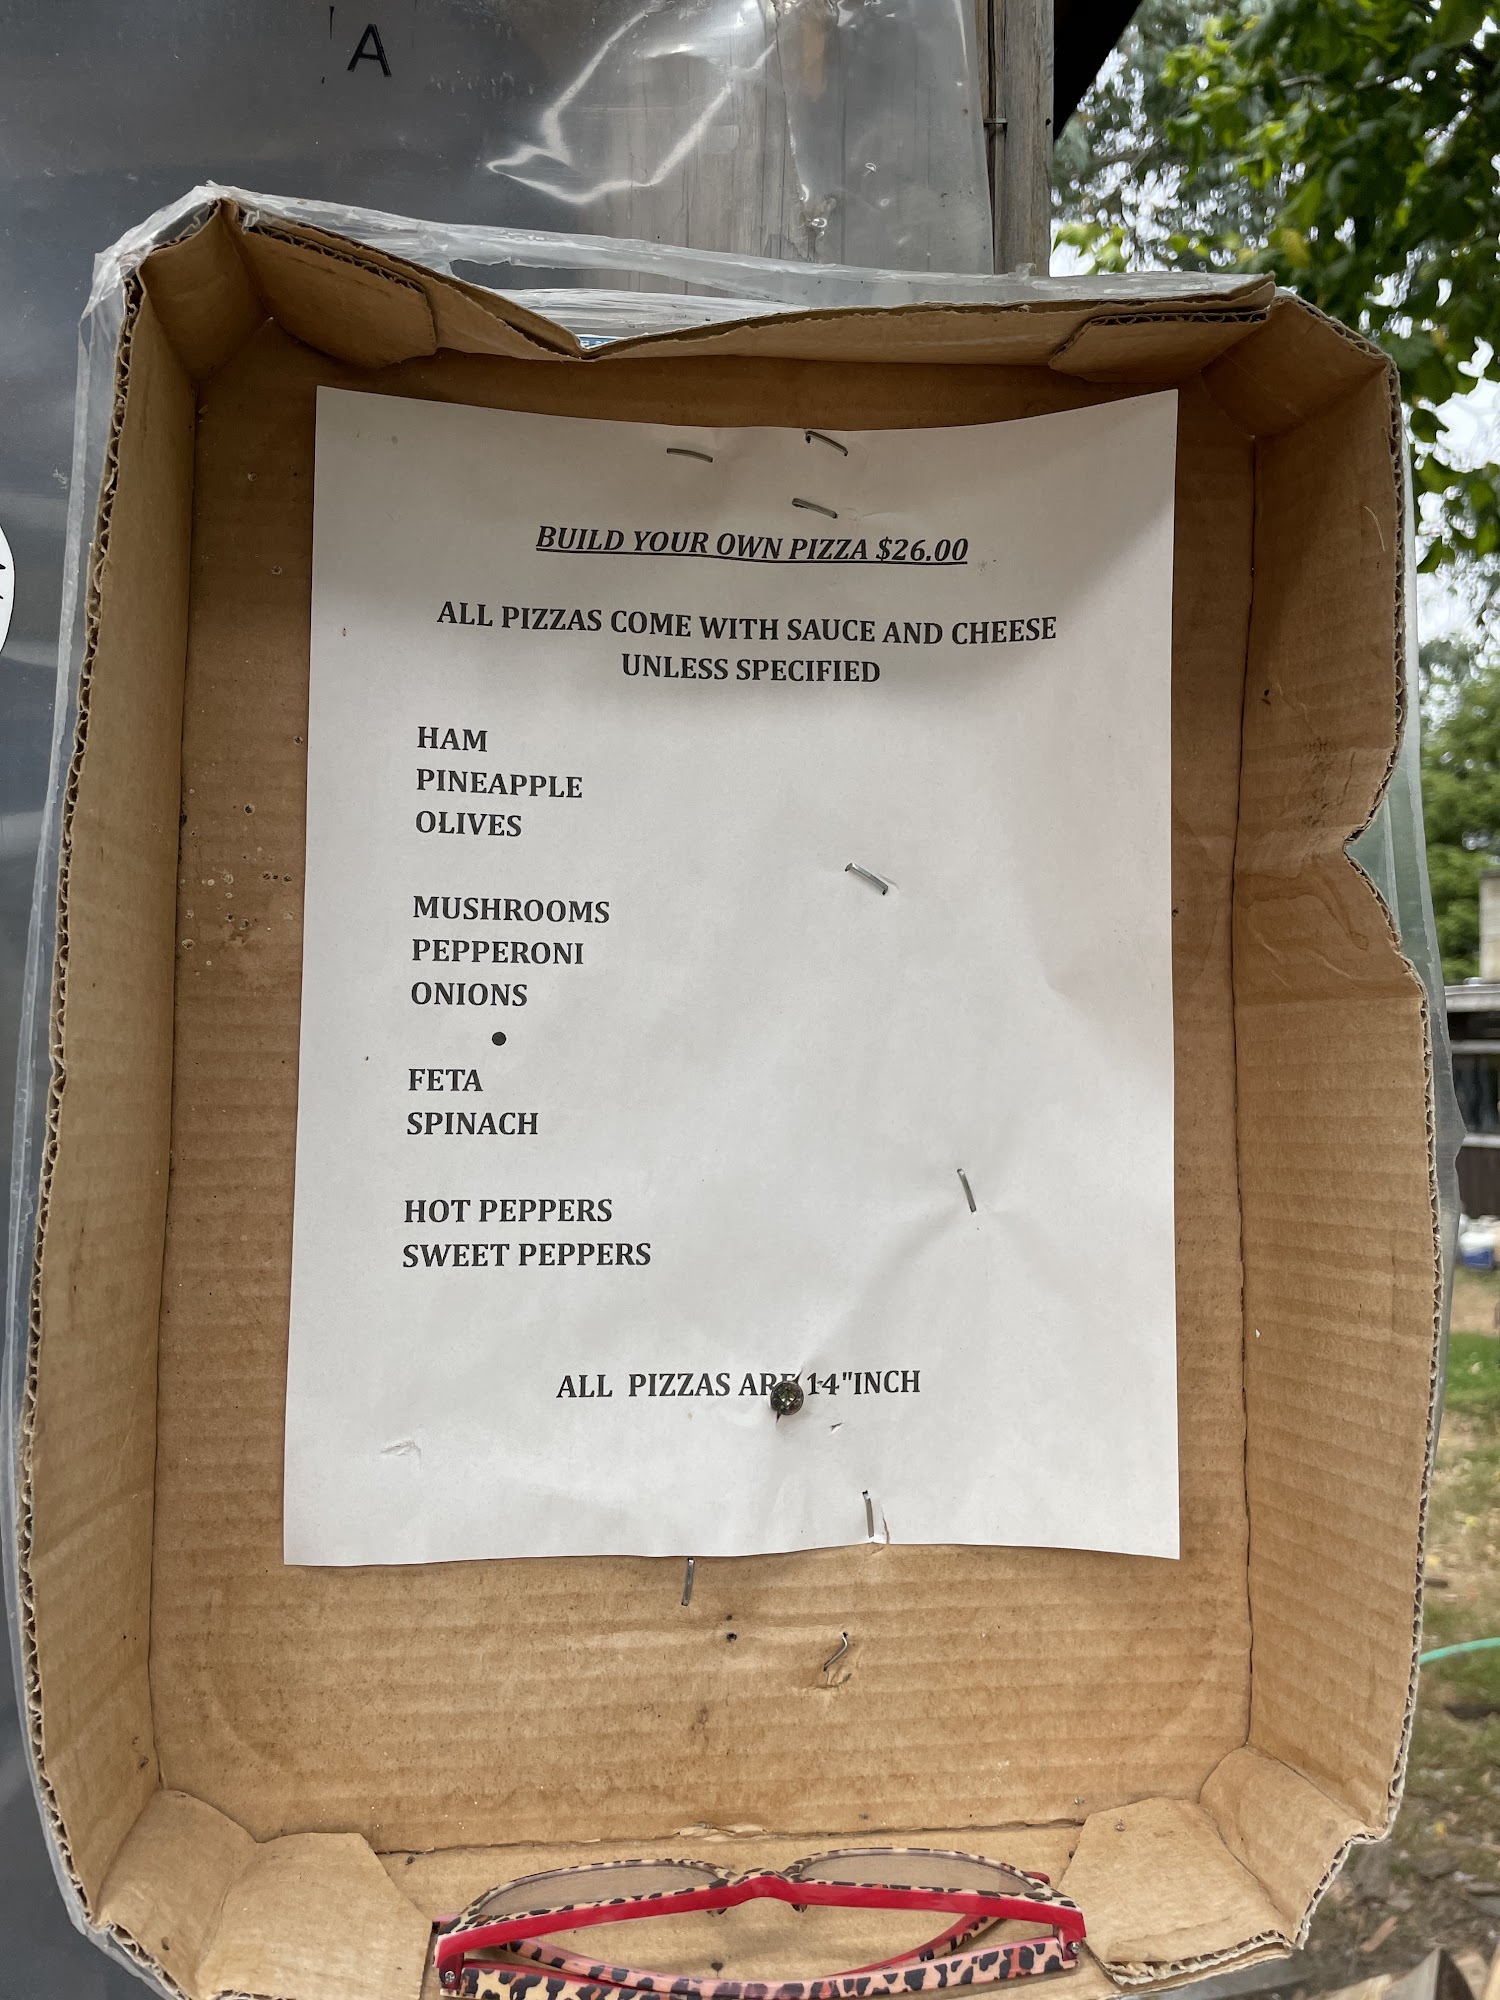 A
BUILD YOUR OWN PIZZA $26.00
ALL PIZZAS COME WITH SAUCE AND CHEESE
UNLESS SPECIFIED
HAM
PINEAPPLE
OLIVES
MUSHROOMS
PEPPERONI
ONIONS
•
FETA
SPINACH
HOT PEPPERS
SWEET PEPPERS
ALL PIZZAS ARE 14"INCH